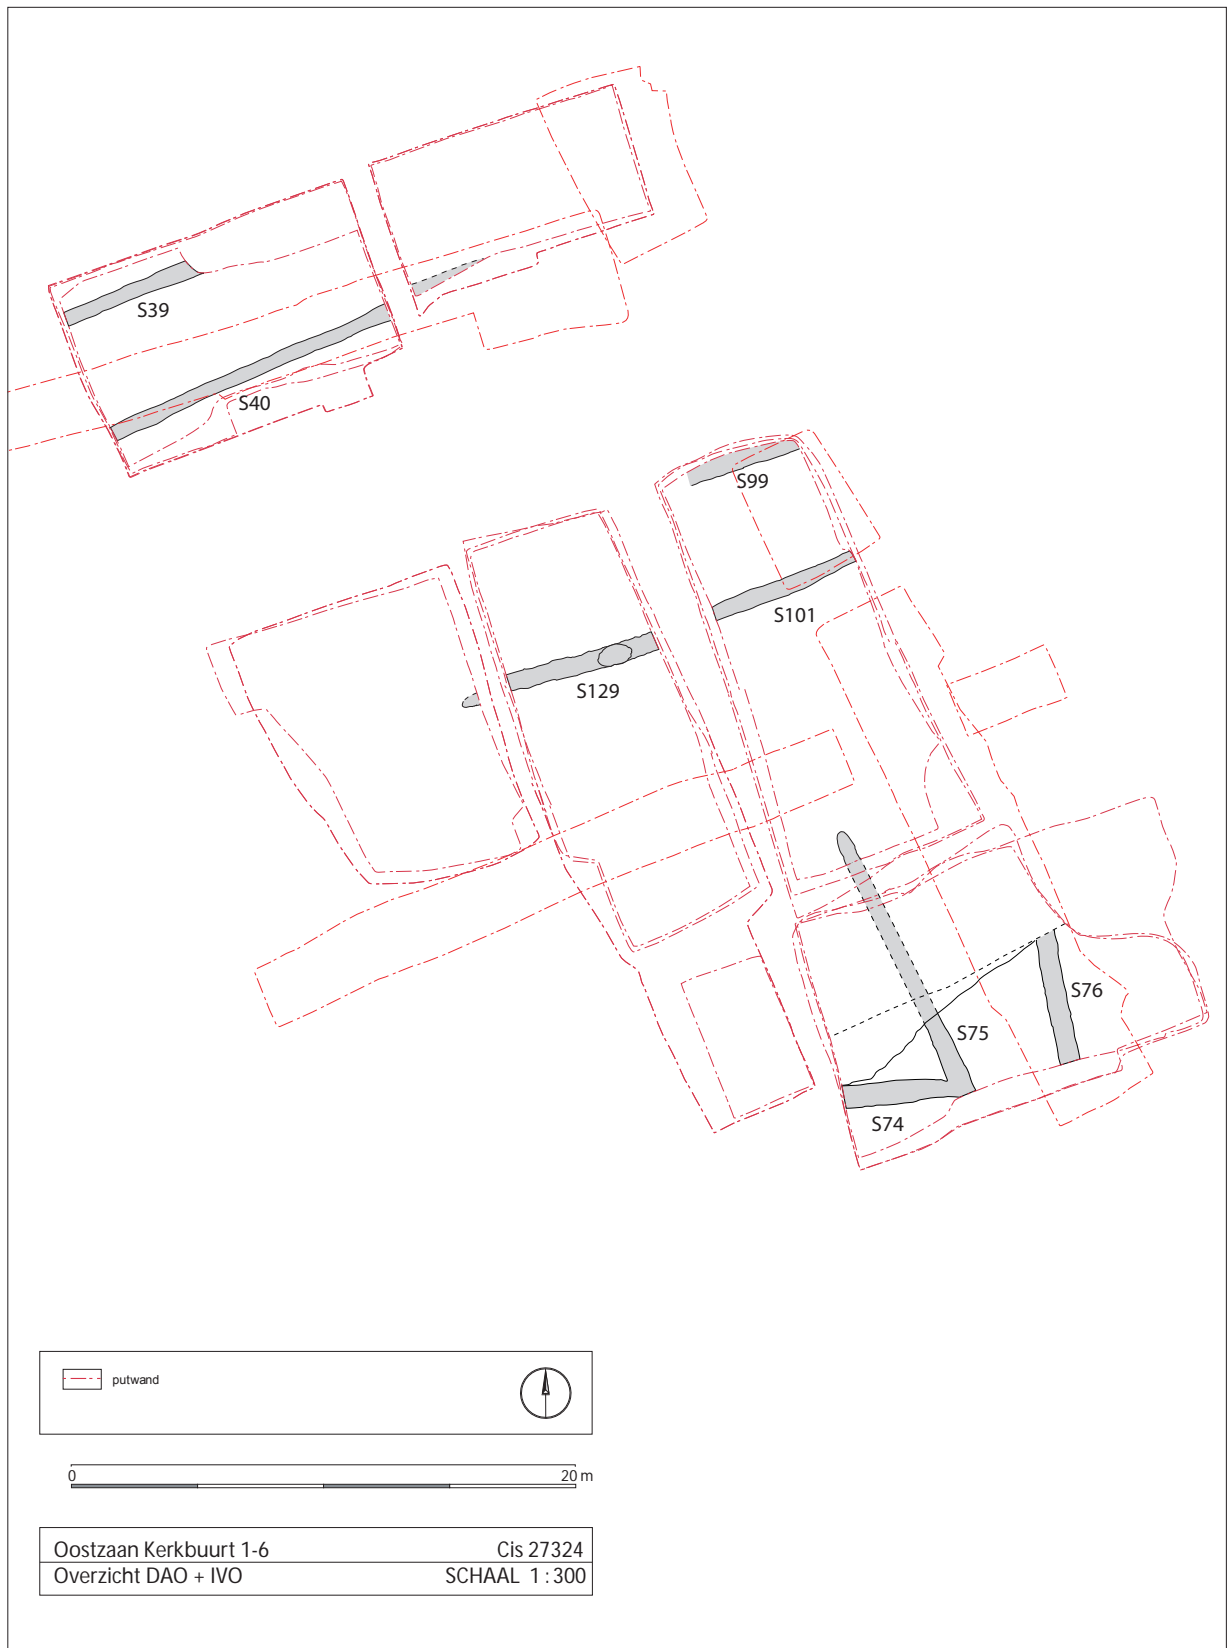 S39
S40
S99
S101
S129
S76
S75
S74
putwand
0 20 m
Oostzaan Kerkbuurt 1-6 Cis 27324
Overzicht DAO + IVO SCHAAL 1 : 300